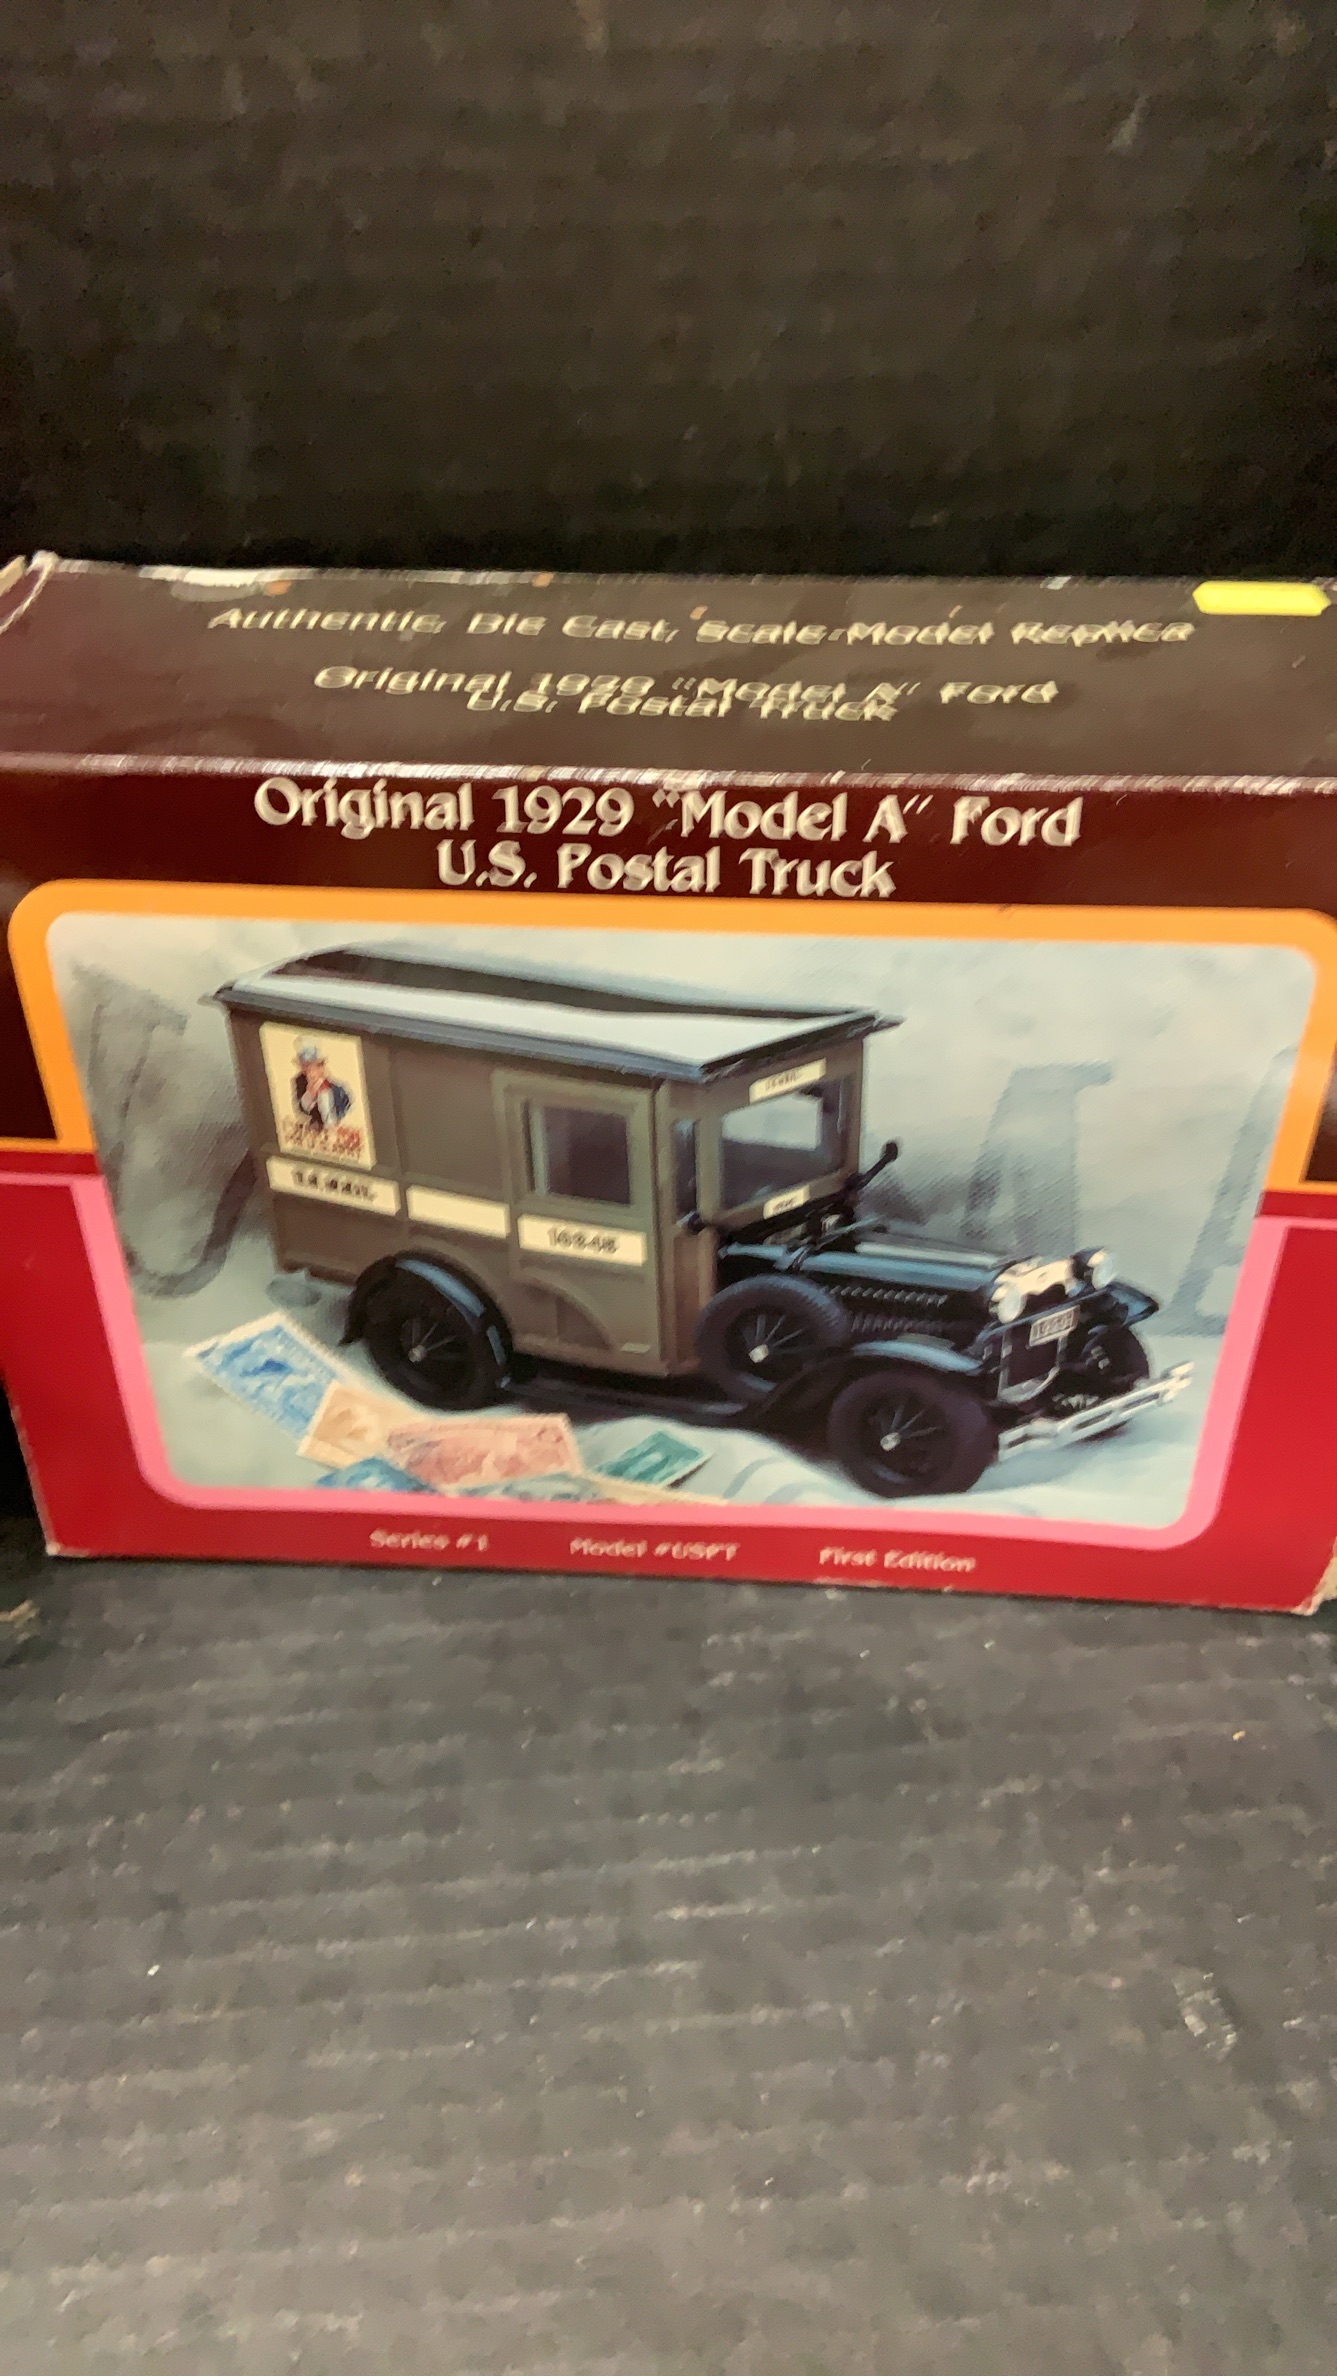 Authentic, Die Cast, Scale-Model Replica
Original 1929 "Model A" Ford
U.S. Postal Truck
Original 1929 "Model A" Ford
U.S. Postal Truck
U.S. MAIL
10245
Series #1 Model #USPT First Edition